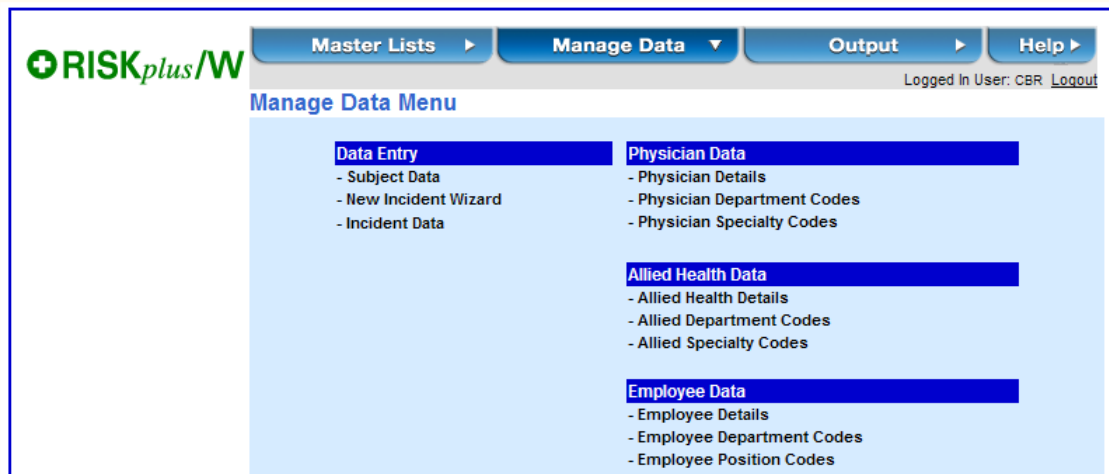 RISKplus/W
Master Lists
Manage Data
Output
Help
Logged In User: CBR Logout
Manage Data Menu
Data Entry
- Subject Data
- New Incident Wizard
- Incident Data
Physician Data
- Physician Details
- Physician Department Codes
- Physician Specialty Codes
Allied Health Data
- Allied Health Details
- Allied Department Codes
- Allied Specialty Codes
Employee Data
- Employee Details
- Employee Department Codes
- Employee Position Codes